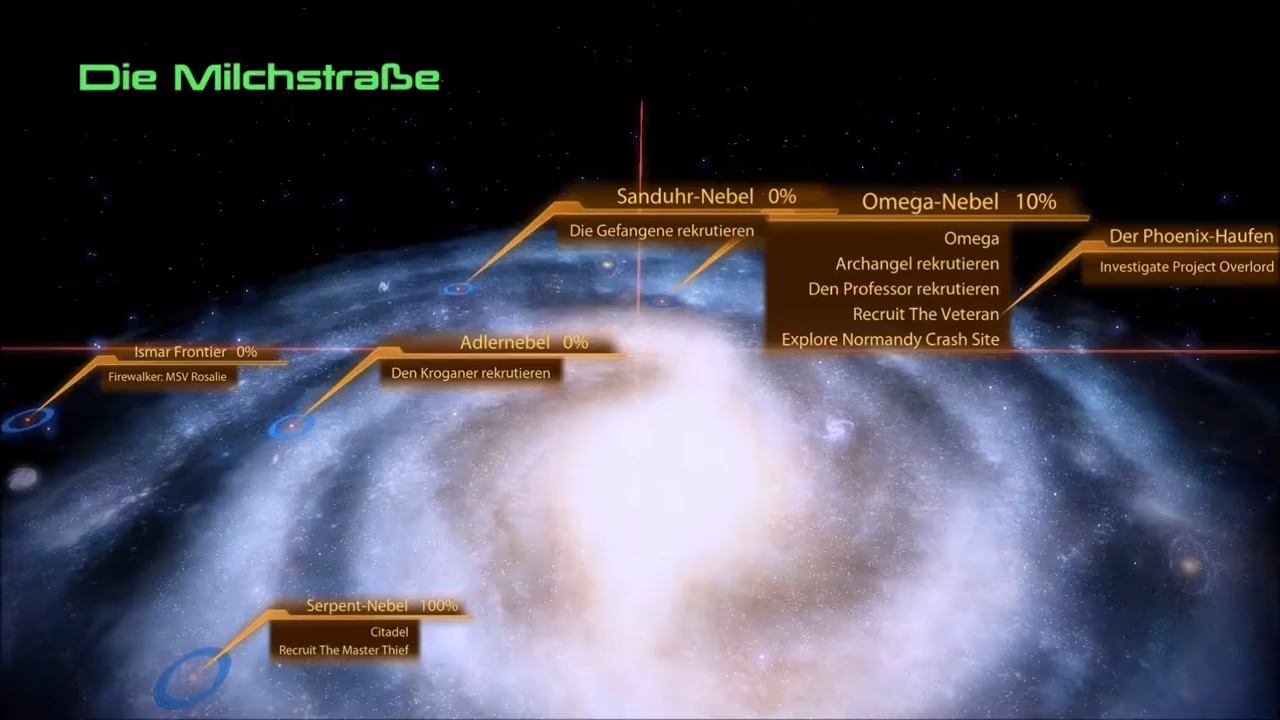 Die Milchstraße
Sanduhr-Nebel 0%
Die Gefangene rekrutieren
Omega-Nebel 10%
Omega
Archangel rekrutieren
Den Professor rekrutieren
Recruit The Veteran
Explore Normandy Crash Site
Der Phoenix-Haufen
Investigate Project Overlord
Ismar Frontier 0%
Firewalker: MSV Rosalie
Adlernebel 0%
Den Kroganer rekrutieren
Serpent-Nebel 100%
Citadel
Recruit The Master Thief